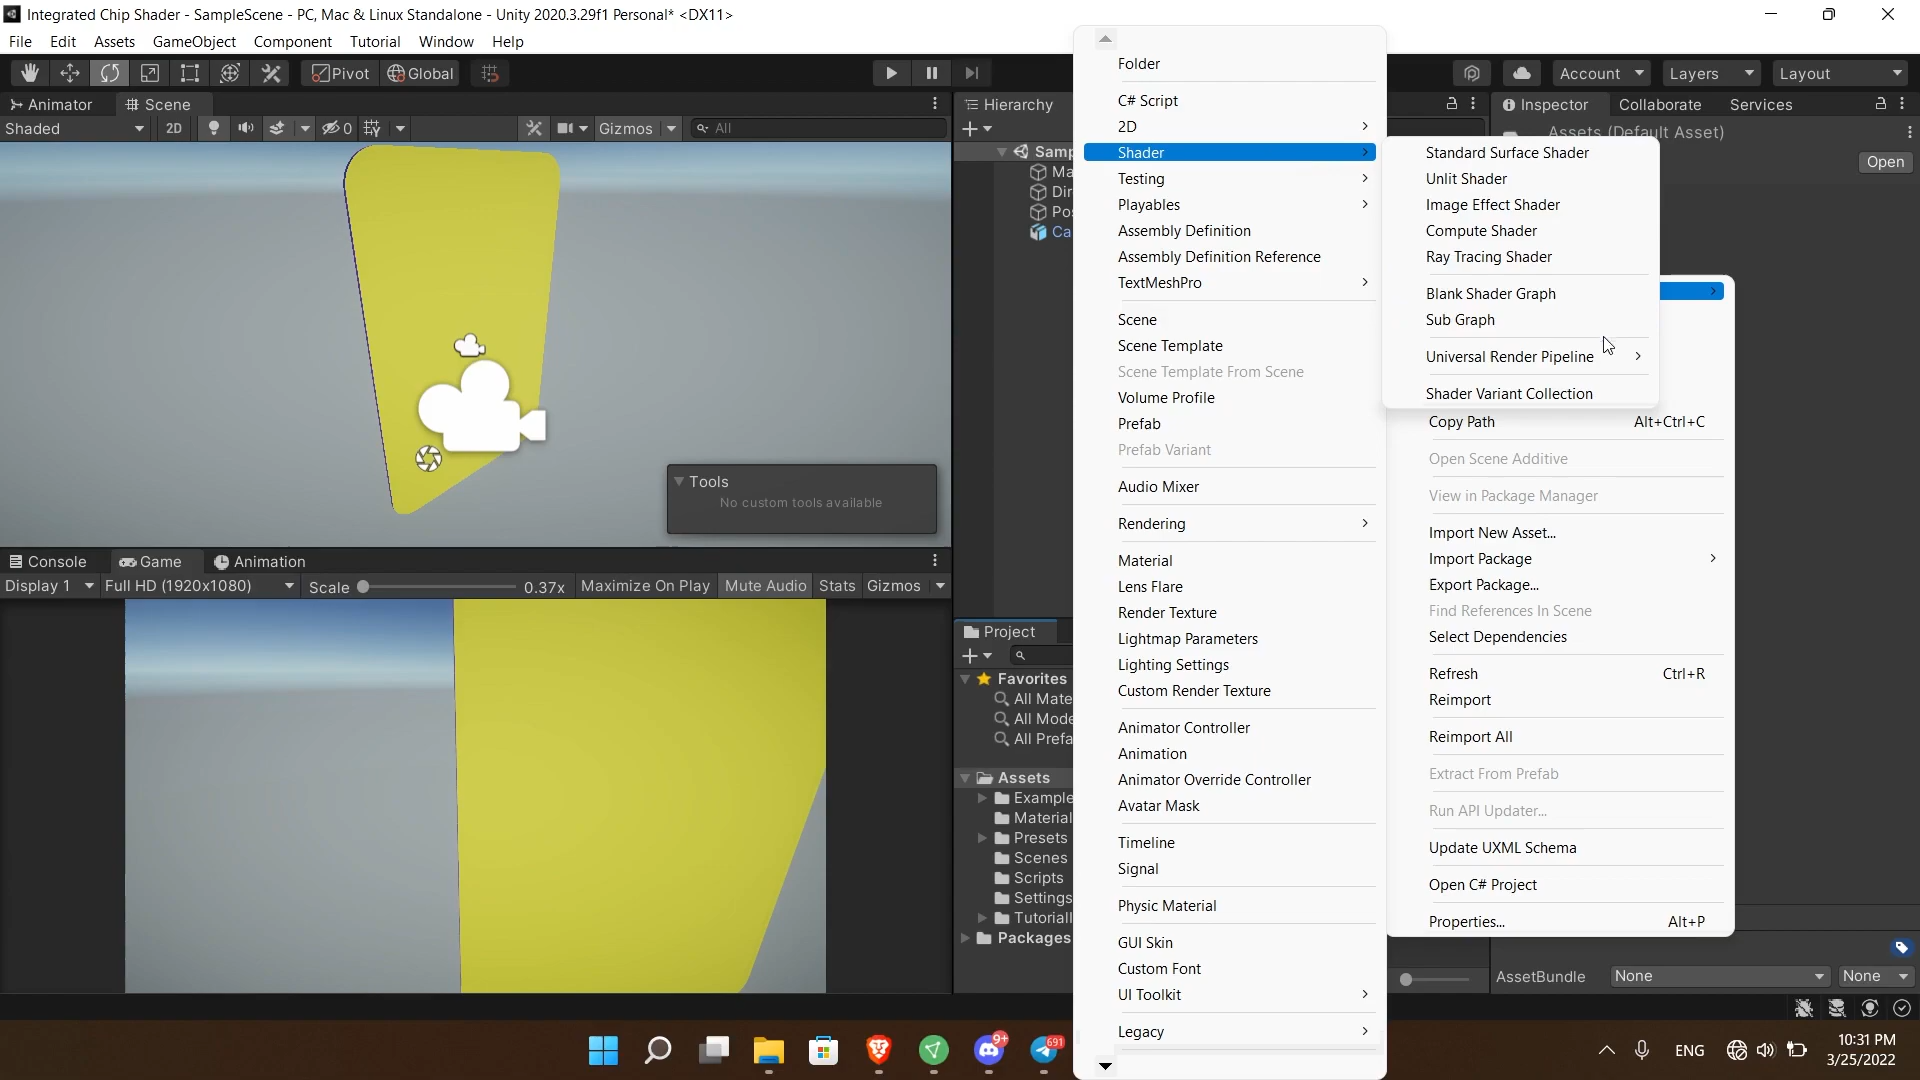 Integrated Chip Shader - SampleScene - PC, Mac & Linux Standalone - Unity 2020.3.29f1 Personal* <DX11>
File Edit Assets GameObject Component Tutorial Window Help
Pivot Global Account Layers Layout
Animator Scene
Shaded 2D 0 Gizmos All
Tools
No custom tools available
Console Game Animation
Display 1 Full HD (1920x1080) Scale 0.37x Maximize On Play Mute Audio Stats Gizmos
Hierarchy
Samp
Ma
Dir
Pos
Ca
Project
Favorites
All Mate
All Mode
All Prefa
Assets
Example
Material
Presets
Scenes
Scripts
Settings
Tutoriall
Packages
Folder
C# Script
2D
Shader
Testing
Playables
Assembly Definition
Assembly Definition Reference
TextMeshPro
Scene
Scene Template
Scene Template From Scene
Volume Profile
Prefab
Prefab Variant
Audio Mixer
Rendering
Material
Lens Flare
Render Texture
Lightmap Parameters
Lighting Settings
Custom Render Texture
Animator Controller
Animation
Animator Override Controller
Avatar Mask
Timeline
Signal
Physic Material
GUI Skin
Custom Font
UI Toolkit
Legacy
Standard Surface Shader
Unlit Shader
Image Effect Shader
Compute Shader
Ray Tracing Shader
Blank Shader Graph
Sub Graph
Universal Render Pipeline
Shader Variant Collection
Copy Path Alt+Ctrl+C
Open Scene Additive
View in Package Manager
Import New Asset...
Import Package
Export Package...
Find References In Scene
Select Dependencies
Refresh Ctrl+R
Reimport
Reimport All
Extract From Prefab
Run API Updater...
Update UXML Schema
Open C# Project
Properties... Alt+P
Inspector Collaborate Services
Assets (Default Asset)
Open
AssetBundle None None
9+
691
ENG
10:31 PM
3/25/2022